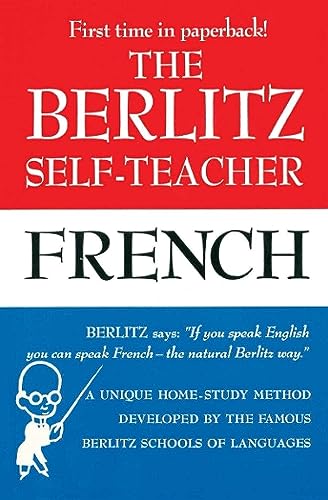 First time in paperback!
THE
BERLITZ
SELF-TEACHER
FRENCH
BERLITZ says: "If you speak English
you can speak French – the natural Berlitz way."
A UNIQUE HOME-STUDY METHOD
DEVELOPED BY THE FAMOUS
BERLITZ SCHOOLS OF LANGUAGES